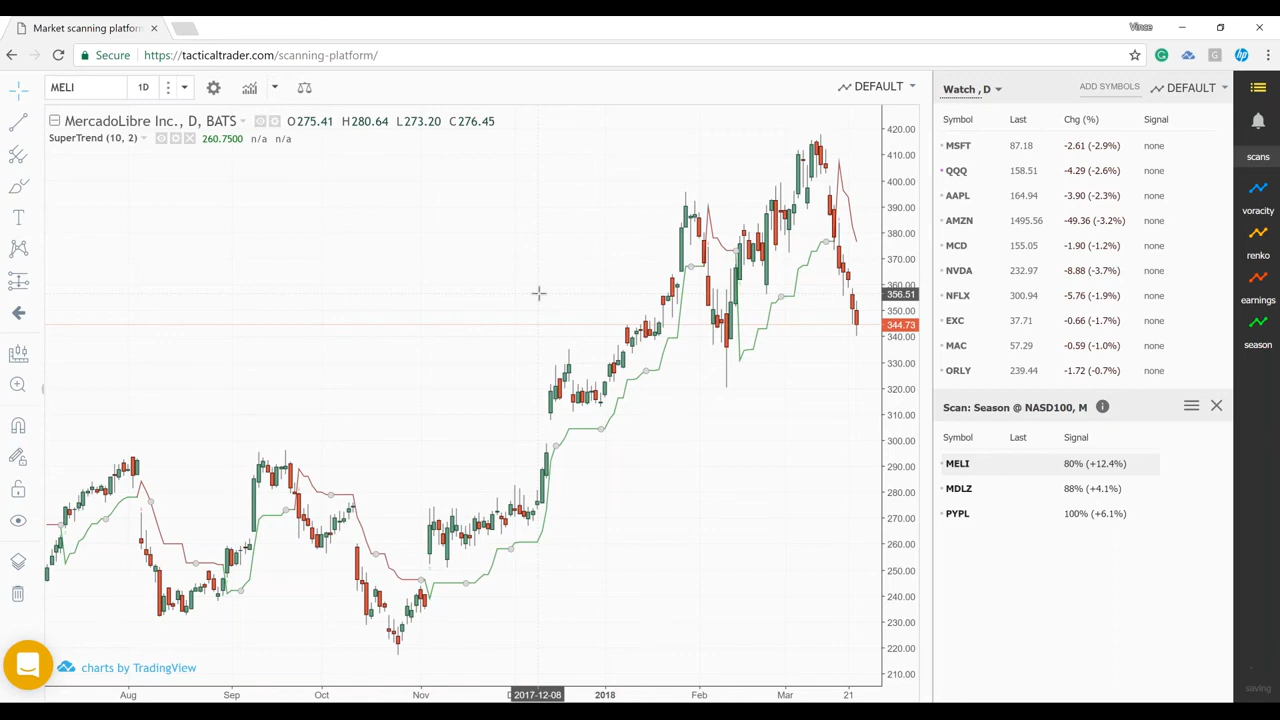 Market scanning platform
Vince
Secure
https://tacticaltrader.com/scanning-platform/
MELI 1D DEFAULT
MercadoLibre Inc., D, BATS O275.41 H280.64 L273.20 C276.45
SuperTrend (10, 2) 260.7500 n/a n/a
420.00
410.00
400.00
390.00
380.00
370.00
360.00
356.51
350.00
344.73
340.00
330.00
320.00
310.00
300.00
290.00
280.00
270.00
260.00
250.00
240.00
230.00
220.00
210.00
charts by TradingView
Aug Sep Oct Nov 2017-12-08 2018 Feb Mar 21
Watch , D ADD SYMBOLS DEFAULT
Symbol Last Chg (%) Signal
MSFT 87.18 -2.61 (-2.9%) none
QQQ 158.51 -4.29 (-2.6%) none
AAPL 164.94 -3.90 (-2.3%) none
AMZN 1495.56 -49.36 (-3.2%) none
MCD 155.05 -1.90 (-1.2%) none
NVDA 232.97 -8.88 (-3.7%) none
NFLX 300.94 -5.76 (-1.9%) none
EXC 37.71 -0.66 (-1.7%) none
MAC 57.29 -0.59 (-1.0%) none
ORLY 239.44 -1.72 (-0.7%) none
Scan: Season @ NASD100, M
Symbol Last Signal
MELI 80% (+12.4%)
MDLZ 88% (+4.1%)
PYPL 100% (+6.1%)
scans
voracity
renko
earnings
season
saving